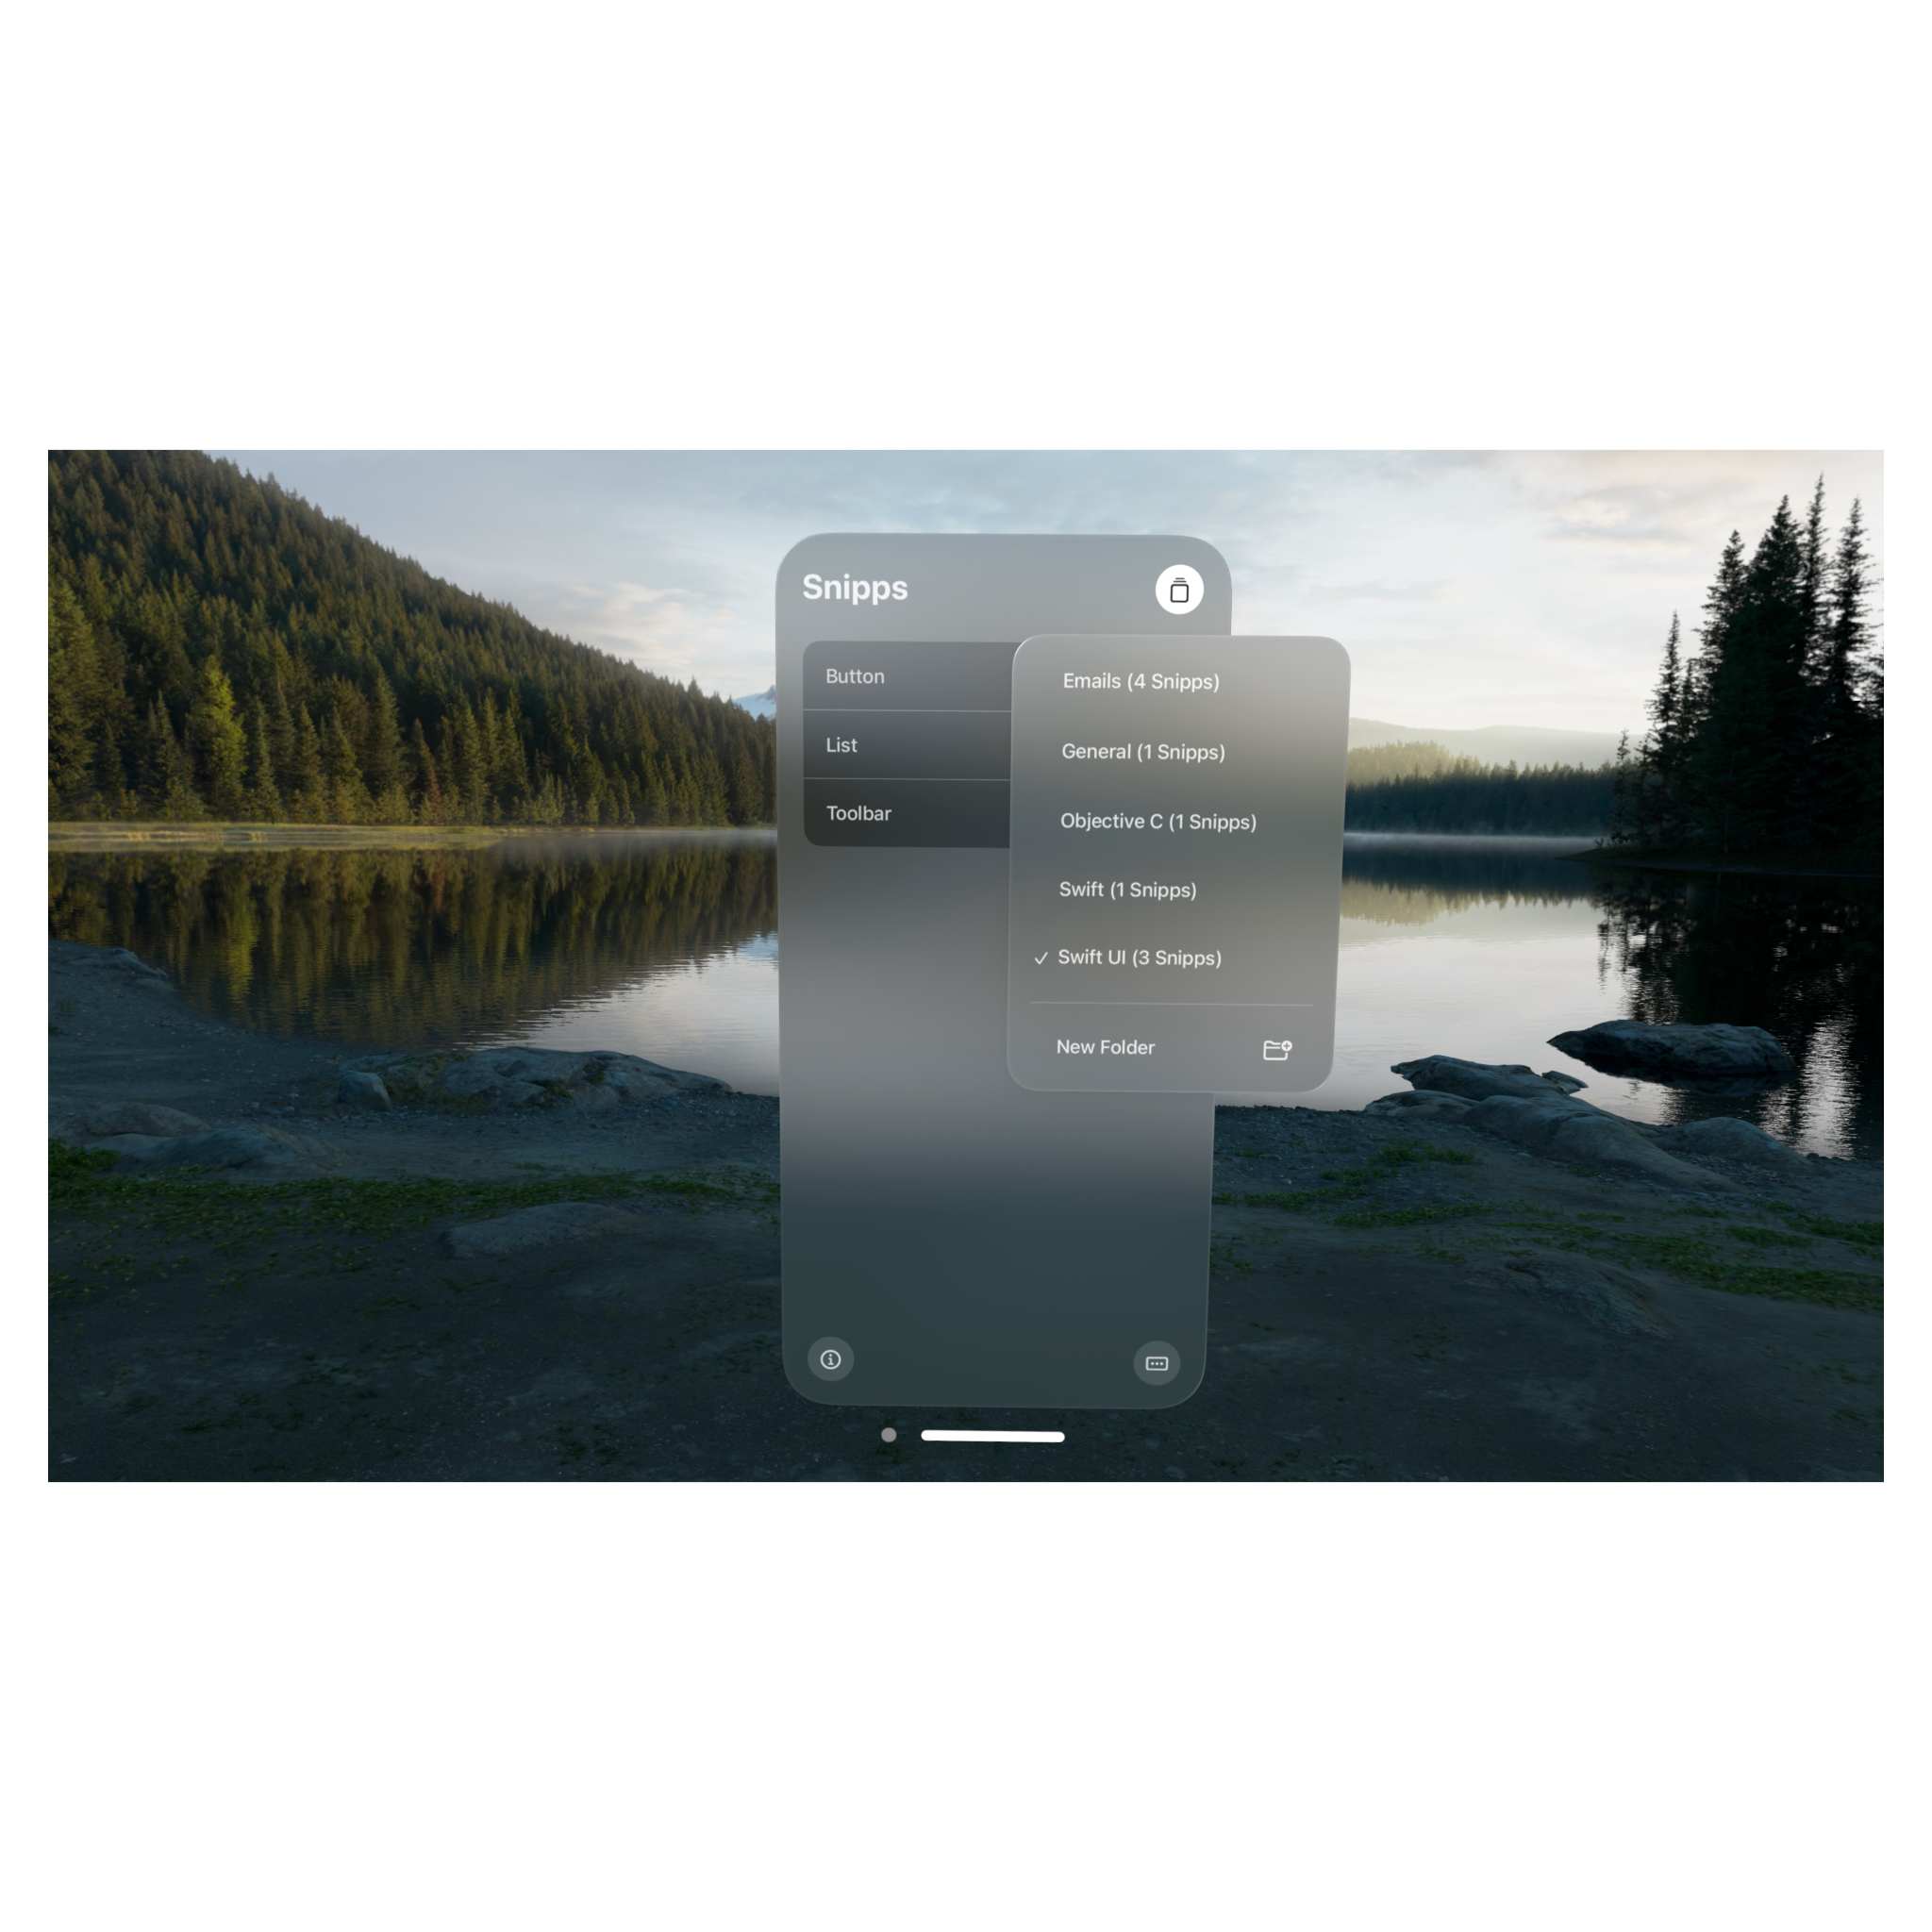 Snipps
Button
List
Toolbar
Emails (4 Snipps)
General (1 Snipps)
Objective C (1 Snipps)
Swift (1 Snipps)
Swift UI (3 Snipps)
New Folder